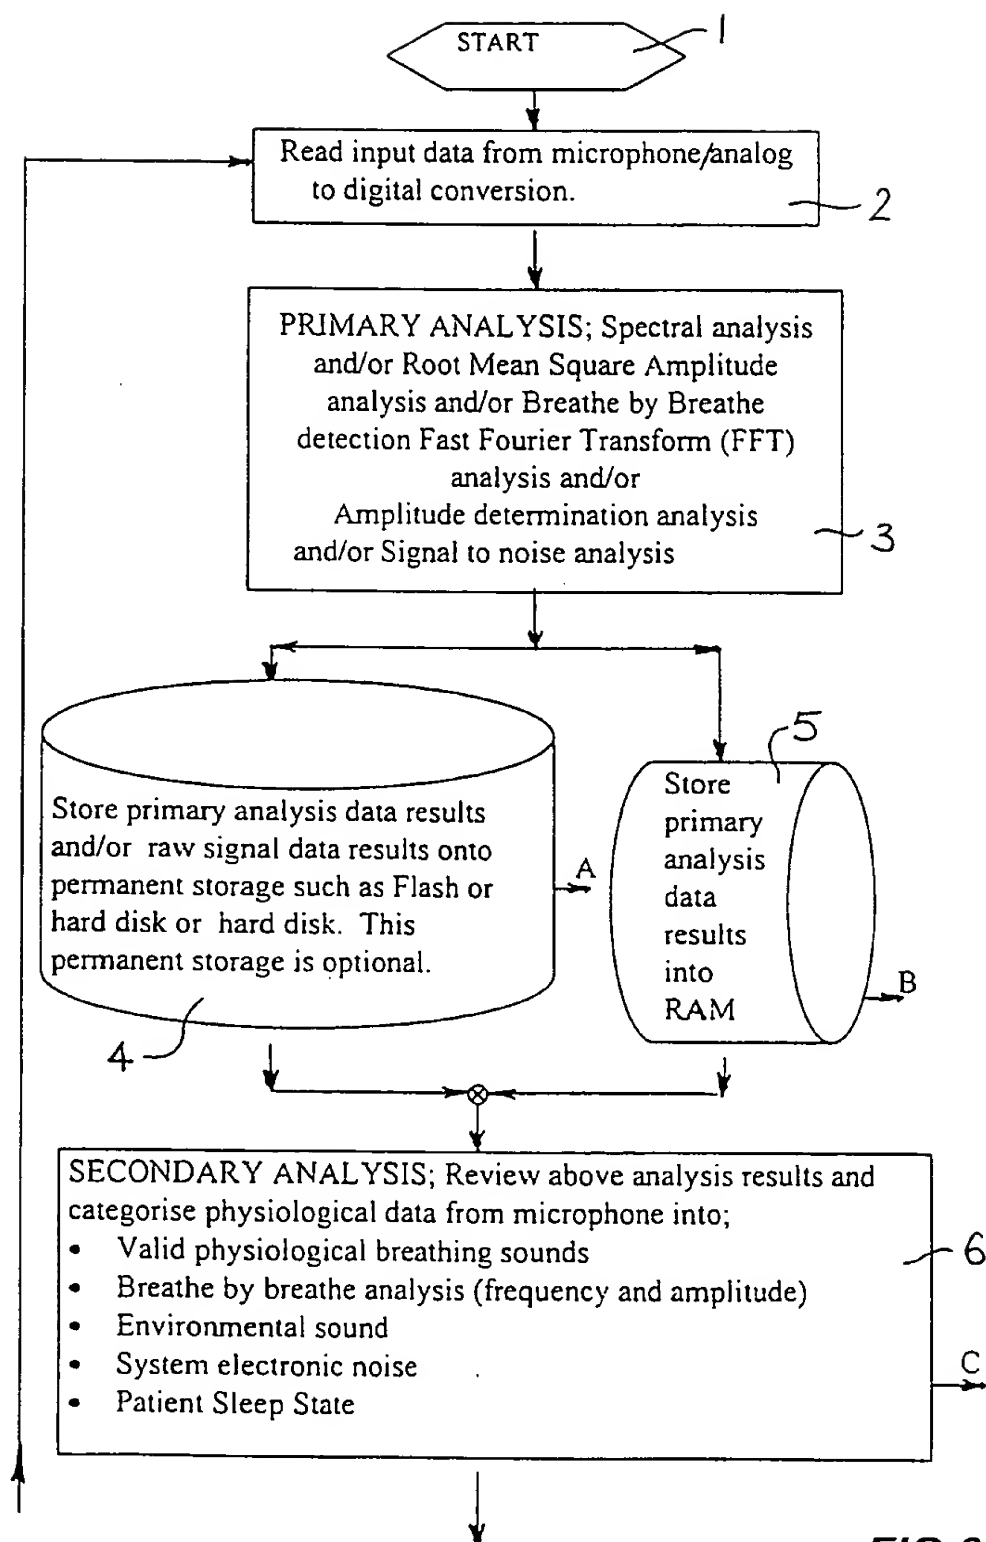 START
1
Read input data from microphone/analog
to digital conversion.
2
PRIMARY ANALYSIS; Spectral analysis
and/or Root Mean Square Amplitude
analysis and/or Breathe by Breathe
detection Fast Fourier Transform (FFT)
analysis and/or
Amplitude determination analysis
and/or Signal to noise analysis
3
Store primary analysis data results
and/or raw signal data results onto
permanent storage such as Flash or
hard disk or hard disk. This
permanent storage is optional.
A
4
5
Store
primary
analysis
data
results
into
RAM
B
SECONDARY ANALYSIS; Review above analysis results and
categorise physiological data from microphone into;
• Valid physiological breathing sounds
• Breathe by breathe analysis (frequency and amplitude)
• Environmental sound
• System electronic noise
• Patient Sleep State
6
C